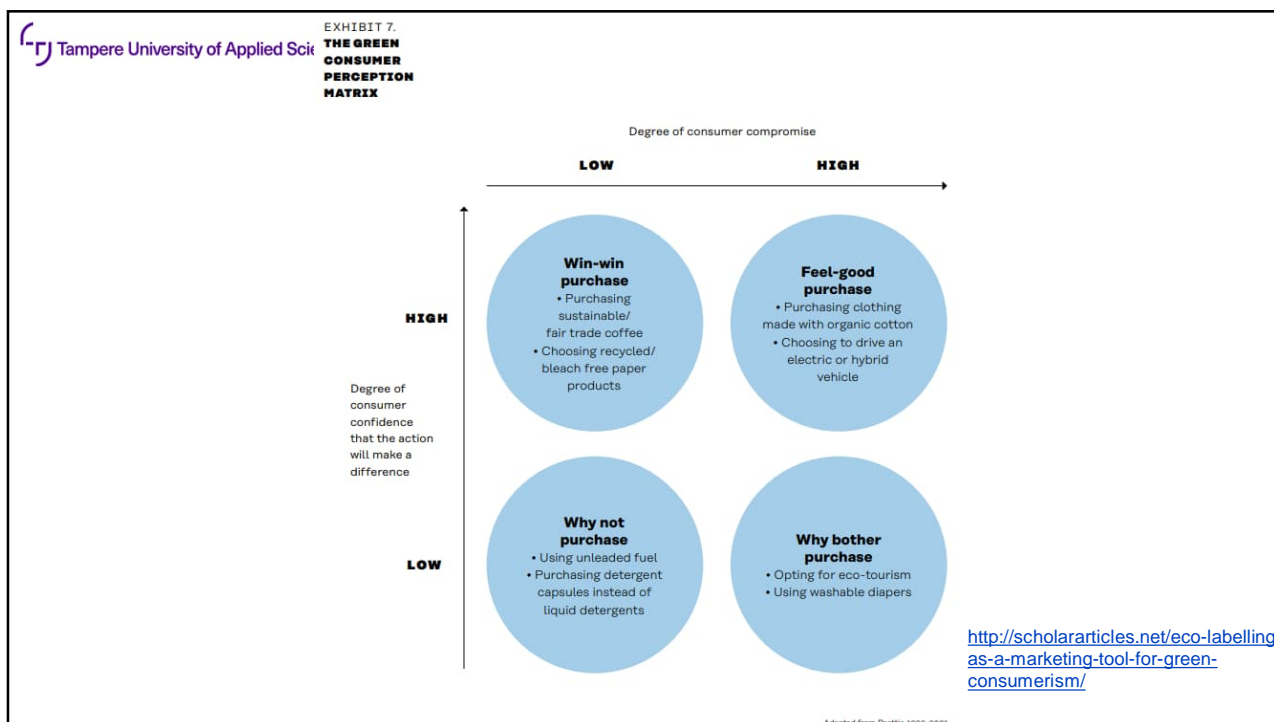 EXHIBIT 7.
Tampere University of Applied Scie
THE GREEN
CONSUMER
PERCEPTION
MATRIX
Degree of consumer compromise
LOW
HIGH
HIGH
Degree of
consumer
confidence
that the action
will make a
difference
LOW
Win-win
purchase
• Purchasing
sustainable/
fair trade coffee
• Choosing recycled/
bleach free paper
products
Feel-good
purchase
• Purchasing clothing
made with organic cotton
• Choosing to drive an
electric or hybrid
vehicle
Why not
purchase
• Using unleaded fuel
• Purchasing detergent
capsules instead of
liquid detergents
Why bother
purchase
• Opting for eco-tourism
• Using washable diapers
http://scholararticles.net/eco-labelling
as-a-marketing-tool-for-green-
consumerism/